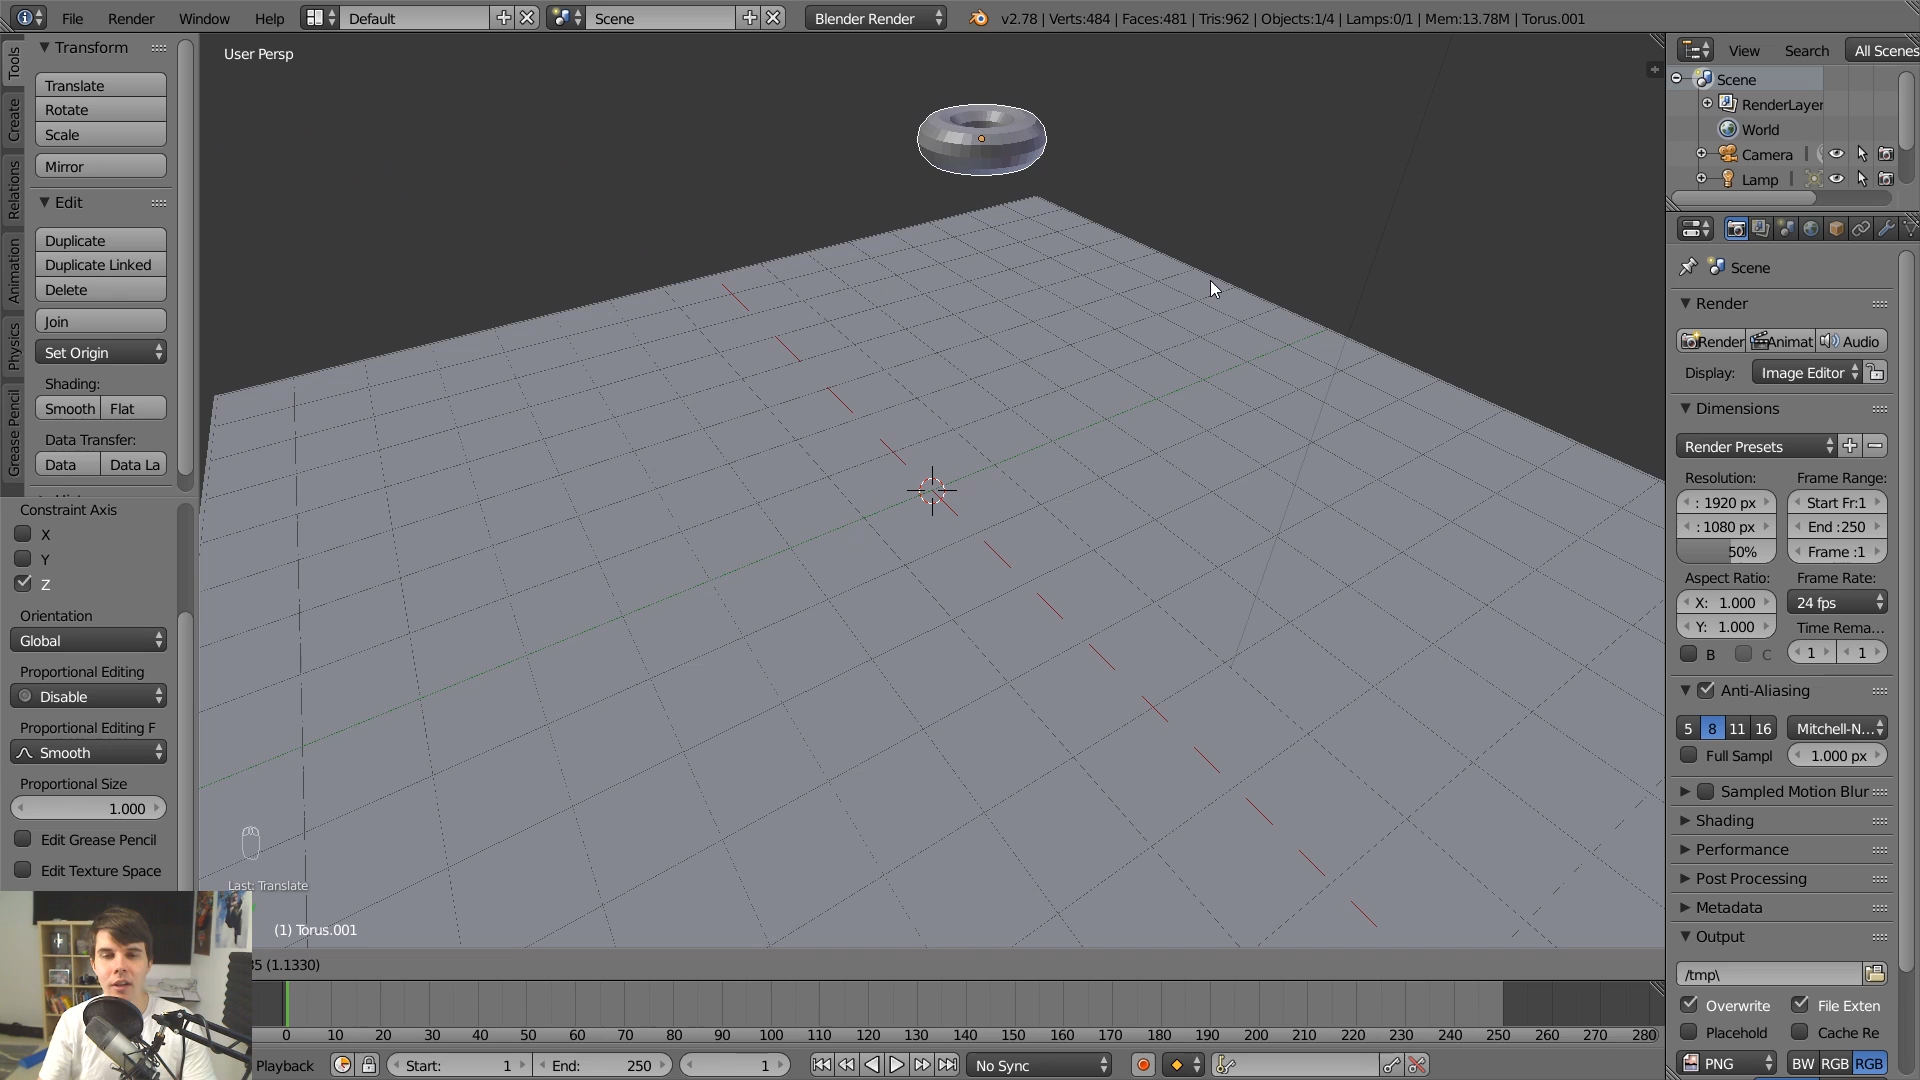 File Render Window Help Default Scene Blender Render v2.78 | Verts:484 | Faces:481 | Tris:962 | Objects:1/4 | Lamps:0/1 | Mem:13.78M | Torus.001
Tools
Create
Relations
Animation
Physics
Grease Pencil
Transform
Translate
Rotate
Scale
Mirror
Edit
Duplicate
Duplicate Linked
Delete
Join
Set Origin
Shading:
Smooth Flat
Data Transfer:
Data Data La
Constraint Axis
X
Y
Z
Orientation
Global
Proportional Editing
Disable
Proportional Editing F
Smooth
Proportional Size
1.000
Edit Grease Pencil
Edit Texture Space
User Persp
Last: Translate
(1) Torus.001
35 (1.1330)
0 10 20 30 40 50 60 70 80 90 100 110 120 130 140 150 160 170 180 190 200 210 220 230 240 250 260 270 280
Playback Start: 1 End: 250 1 No Sync
View Search All Scenes
Scene
RenderLayer
World
Camera
Lamp
Scene
Render
Render Animat Audio
Display: Image Editor
Dimensions
Render Presets
Resolution: Frame Range:
: 1920 px Start Fr:1
: 1080 px End :250
50% Frame :1
Aspect Ratio: Frame Rate:
X: 1.000 24 fps
Y: 1.000 Time Rema...
B C 1 1
Anti-Aliasing
5 8 11 16 Mitchell-N...
Full Sampl 1.000 px
Sampled Motion Blur
Shading
Performance
Post Processing
Metadata
Output
/tmp\
Overwrite File Exten
Placehold Cache Re
PNG BW RGB RGB